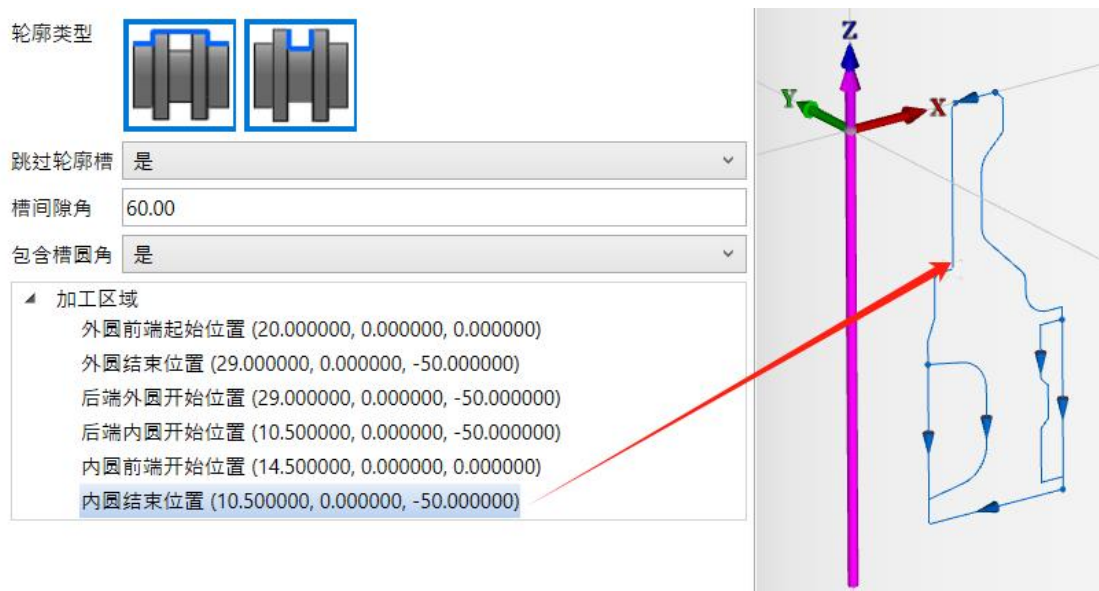 轮廓类型
跳过轮廓槽 是
槽间隙角 60.00
包含槽圆角 是
加工区域
外圆前端起始位置 (20.000000, 0.000000, 0.000000)
外圆结束位置 (29.000000, 0.000000, -50.000000)
后端外圆开始位置 (29.000000, 0.000000, -50.000000)
后端内圆开始位置 (10.500000, 0.000000, -50.000000)
内圆前端开始位置 (14.500000, 0.000000, 0.000000)
内圆结束位置 (10.500000, 0.000000, -50.000000)
Z
Y
X